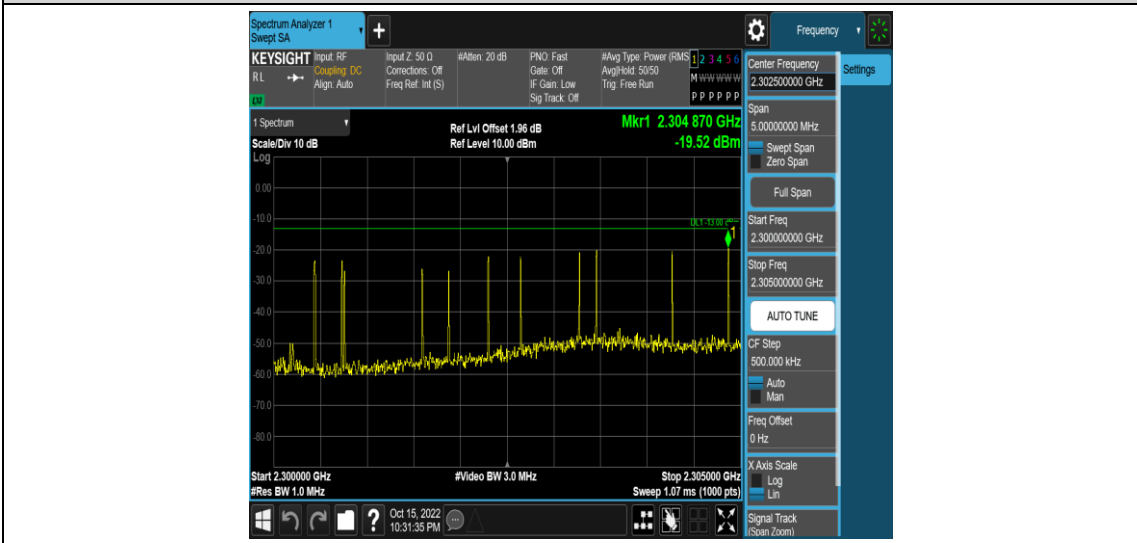 Spectrum Analyzer 1
Swept SA
+
Frequency
KEYSIGHT
RL
LXI
Input: RF
Coupling: DC
Align: Auto
Input Z: 50 Ω
Corrections: Off
Freq Ref: Int (S)
#Atten: 20 dB
PNO: Fast
Gate: Off
IF Gain: Low
Sig Track: Off
#Avg Type: Power (RMS
Avg|Hold: 50/50
Trig: Free Run
1 2 3 4 5 6
M W W W W W
P P P P P P
Settings
1 Spectrum
Scale/Div 10 dB
Log
Ref Lvl Offset 1.96 dB
Ref Level 10.00 dBm
Mkr1 2.304 870 GHz
-19.52 dBm
DL1 -13.00 dBm
1
0.00
-10.0
-20.0
-30.0
-40.0
-50.0
-60.0
-70.0
-80.0
Start 2.300000 GHz
#Res BW 1.0 MHz
#Video BW 3.0 MHz
Stop 2.305000 GHz
Sweep 1.07 ms (1000 pts)
Center Frequency
2.302500000 GHz
Span
5.00000000 MHz
Swept Span
Zero Span
Full Span
Start Freq
2.300000000 GHz
Stop Freq
2.305000000 GHz
AUTO TUNE
CF Step
500.000 kHz
Auto
Man
Freq Offset
0 Hz
X Axis Scale
Log
Lin
Signal Track
(Span Zoom)
?
Oct 15, 2022
10:31:35 PM